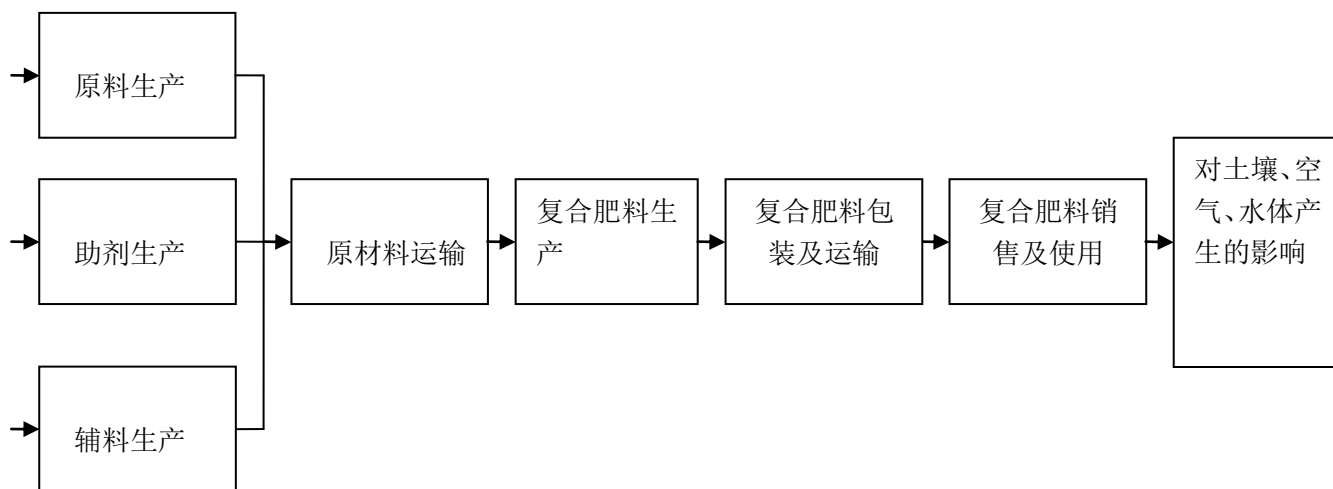 原料生产
助剂生产
辅料生产
原材料运输
复合肥料生
产
复合肥料包
装及运输
复合肥料销
售及使用
对土壤、空
气、水体产
生的影响